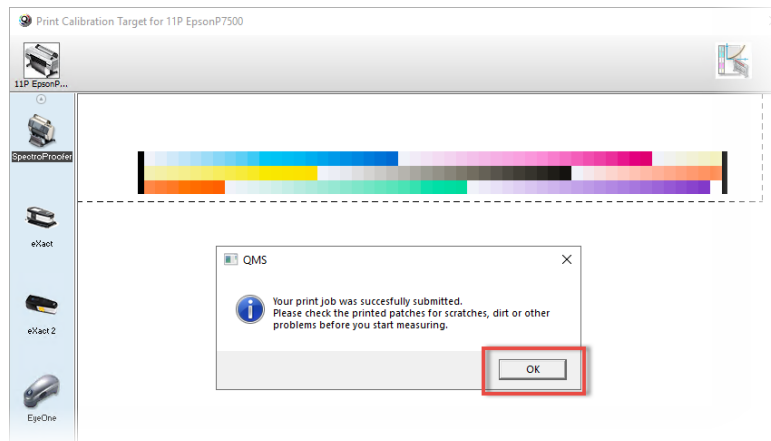 Print Calibration Target for 11P EpsonP7500
11P EpsonP...
SpectroProofer
eXact
eXact 2
EyeOne
QMS
Your print job was succesfully submitted.
Please check the printed patches for scratches, dirt or other
problems before you start measuring.
OK